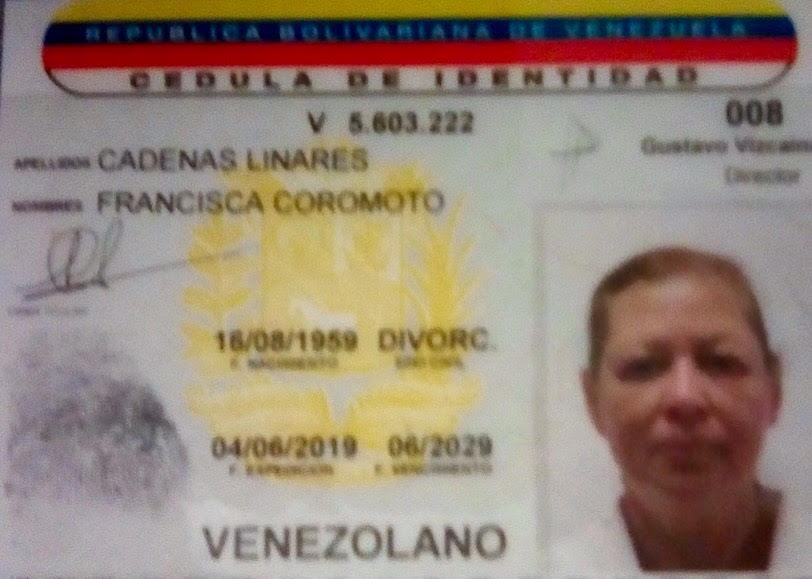 REPUBLICA BOLIVARIANA DE VENEZUELA
CEDULA DE IDENTIDAD
V 5.603.222
008
Gustavo Vizcaino
Director
APELLIDOS CADENAS LINARES
NOMBRES FRANCISCA COROMOTO
16/08/1959 DIVORC.
F. NACIMIENTO EDO CIVIL
04/06/2019 06/2029
F. EXPEDICION F. VENCIMIENTO
VENEZOLANO